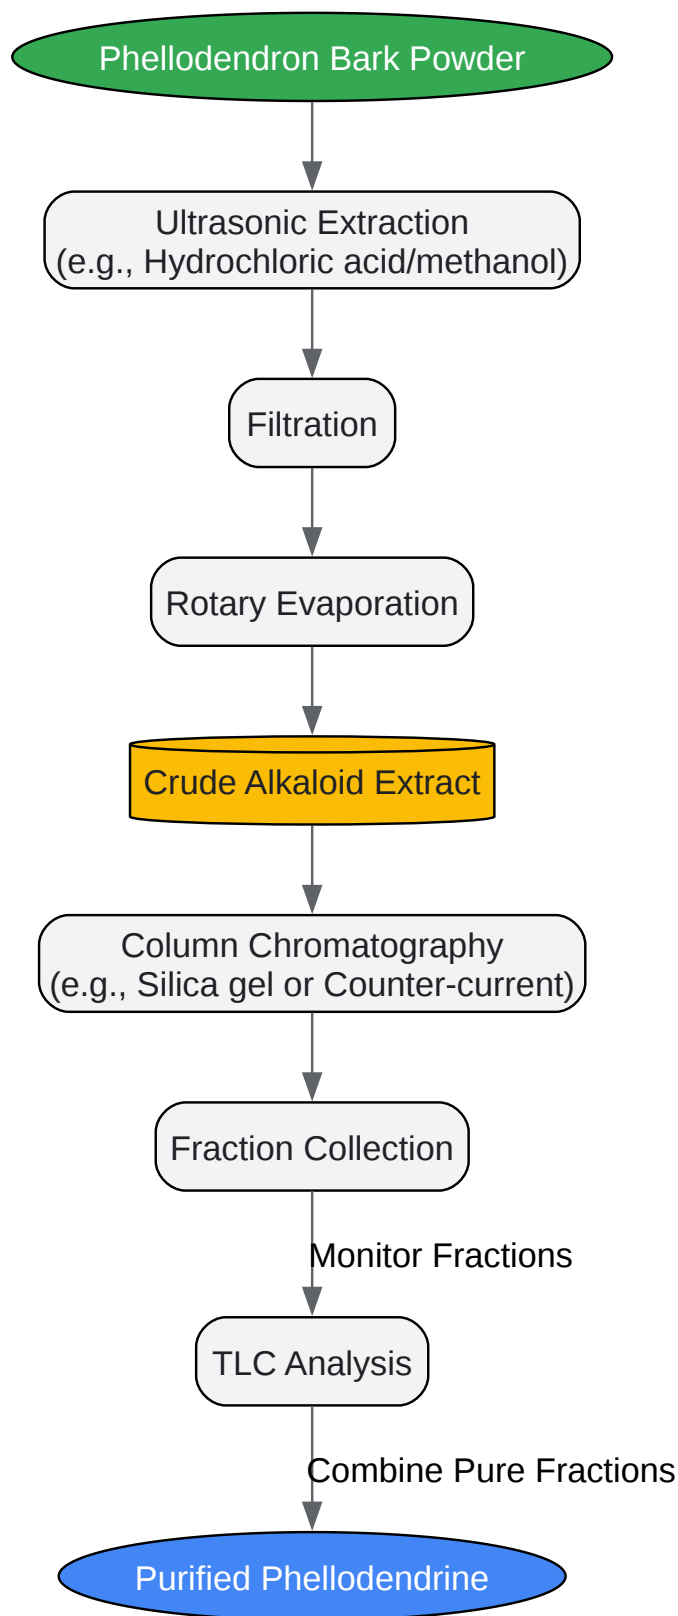 Phellodendron Bark Powder
Ultrasonic Extraction
(e.g., Hydrochloric acid/methanol)
Filtration
Rotary Evaporation
Crude Alkaloid Extract
Column Chromatography
(e.g., Silica gel or Counter-current)
Fraction Collection
Monitor Fractions
TLC Analysis
Combine Pure Fractions
Purified Phellodendrine